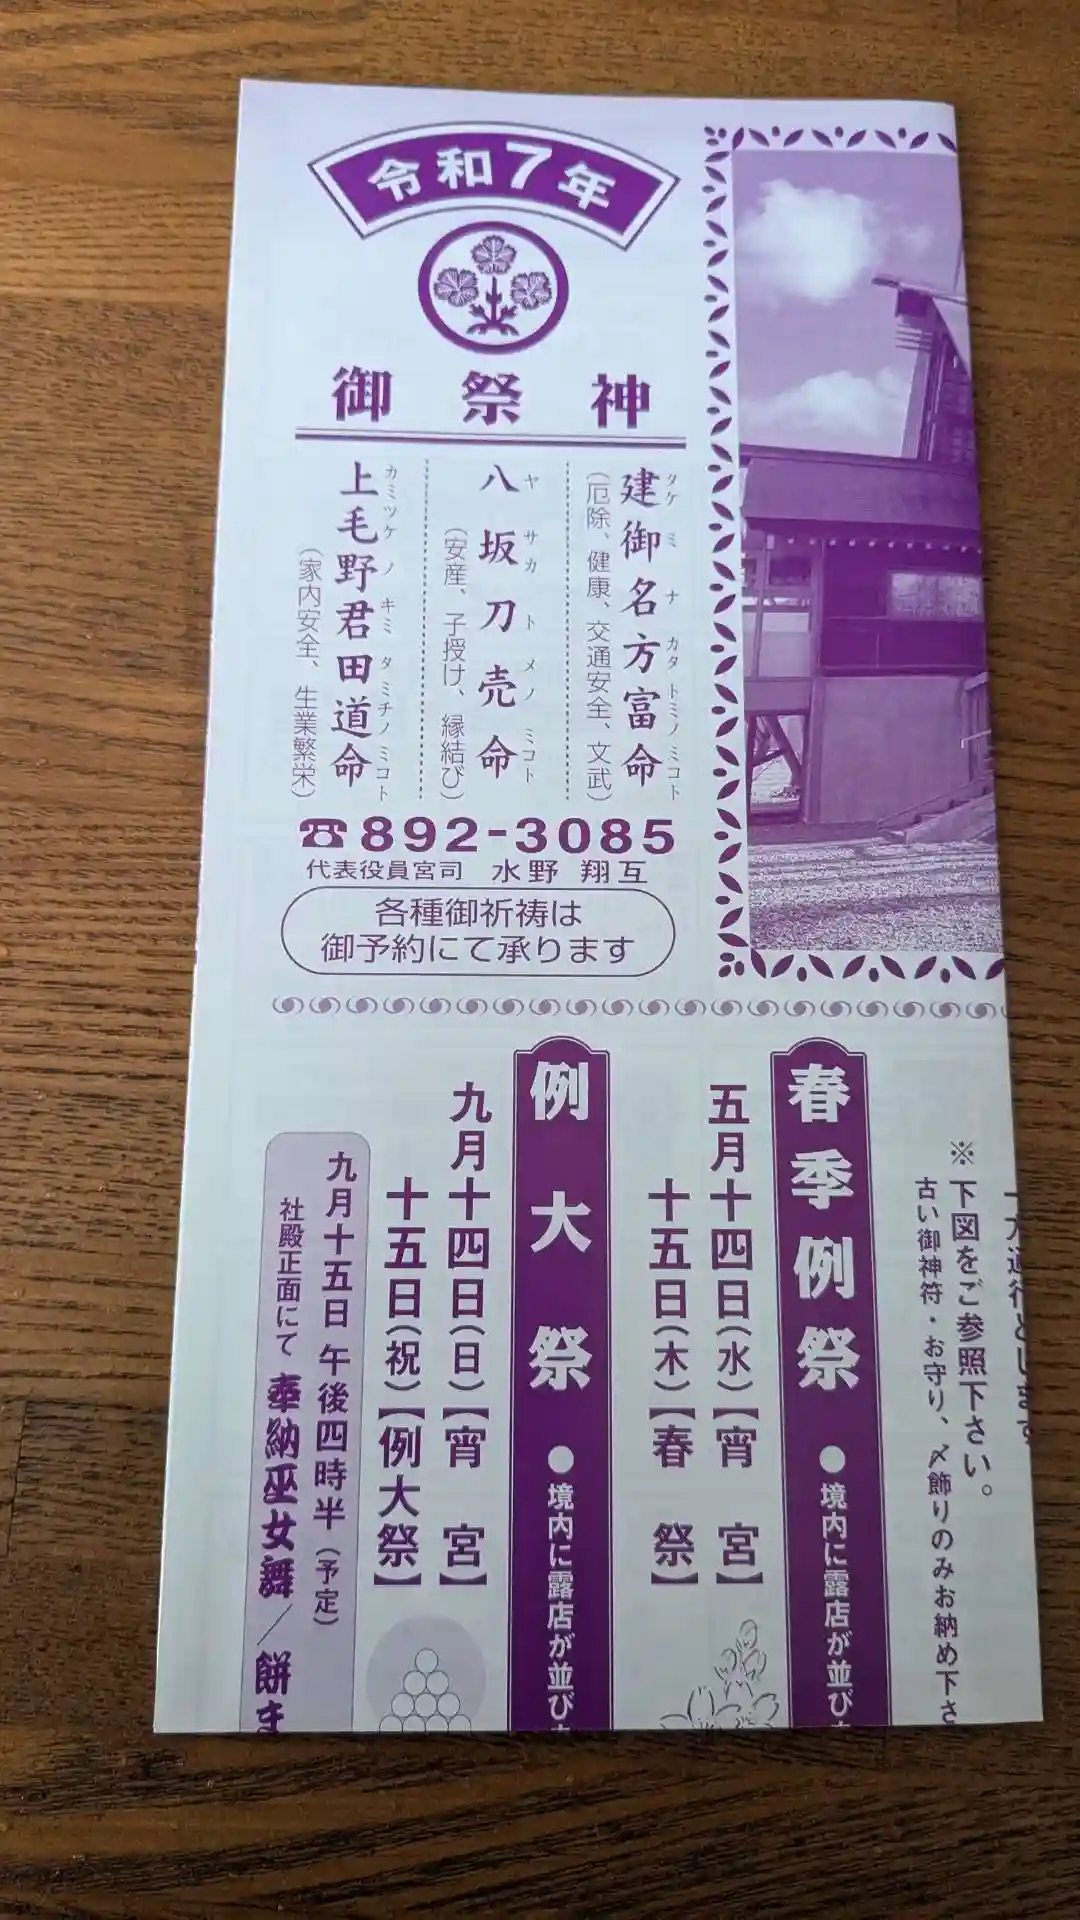 令和7年
御祭神
建御名方富命
タケミナカタトミノミコト
(厄除、健康、交通安全、文武)
八坂刀売命
ヤサカトメノミコト
(安産、子授け、縁結び)
上毛野君田道命
カミツケノキミタミチノミコト
(家内安全、生業繁栄)
☎892-3085
代表役員宮司 水野 翔互
各種御祈祷は
御予約にて承ります
※下図をご参照下さい。
古い御神符・お守り、〆飾りのみお納め下さ
春季例祭 ●境内に露店が並び
五月十四日(水)【宵宮】
十五日(木)【春祭】
例大祭 ●境内に露店が並び
九月十四日(日)【宵宮】
十五日(祝)【例大祭】
九月十五日 午後四時半(予定)
社殿正面にて 奉納巫女舞/餅ま